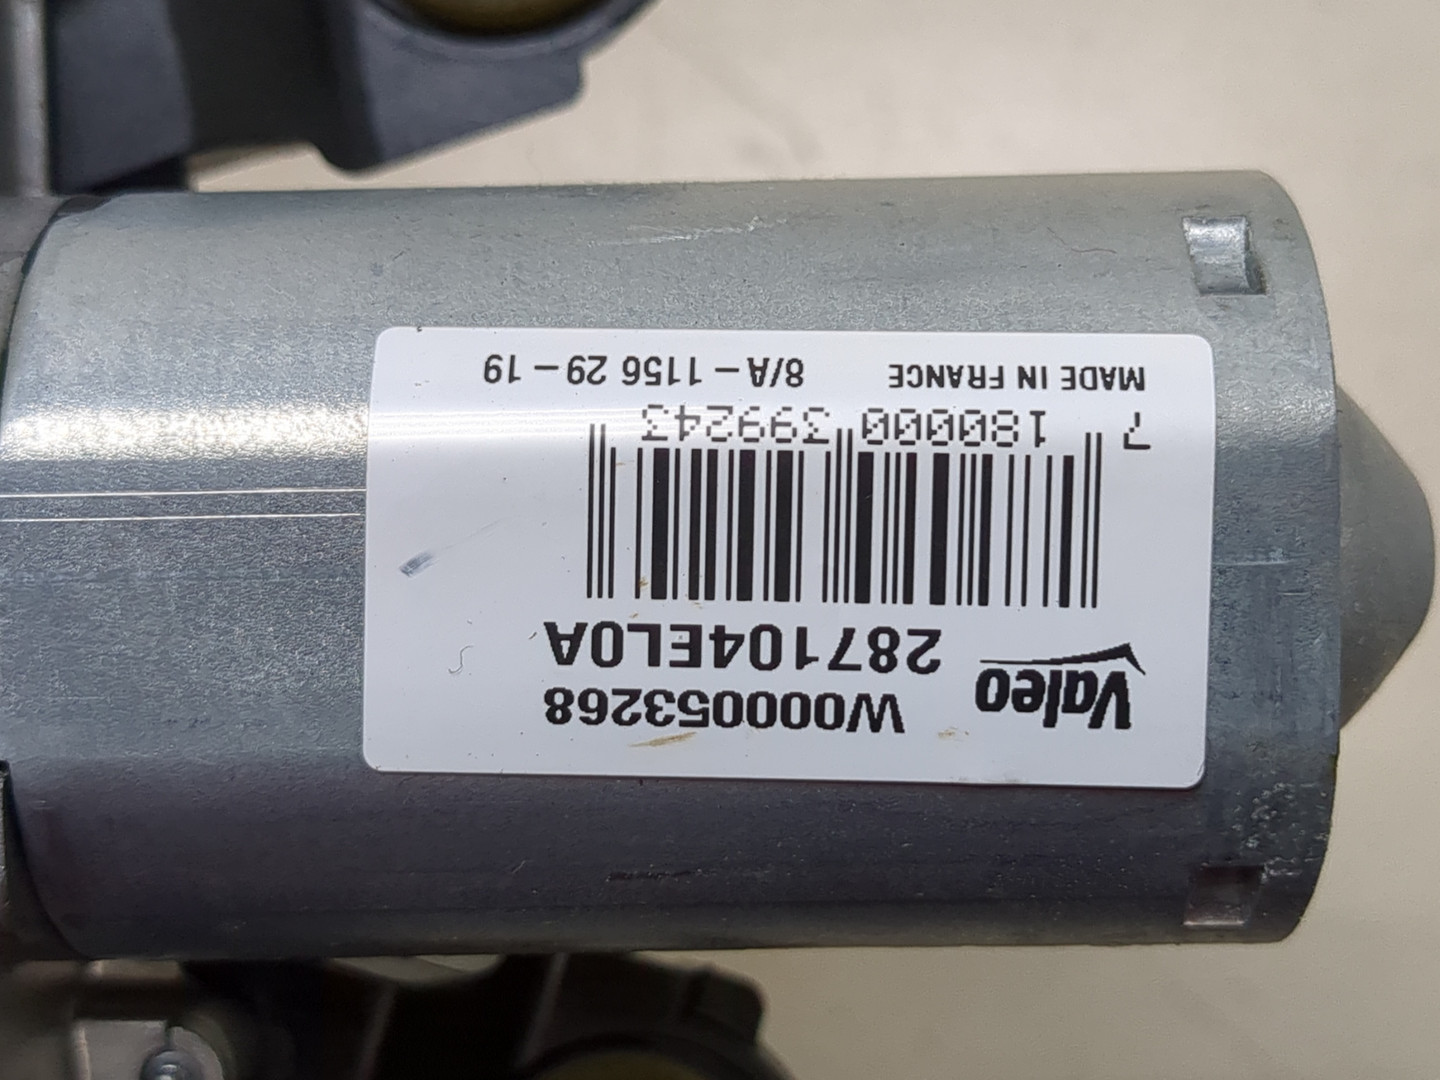 W000053268
Valeo 287104EL0A
7 180000 399243
MADE IN FRANCE 8/A - 1156 29 - 19